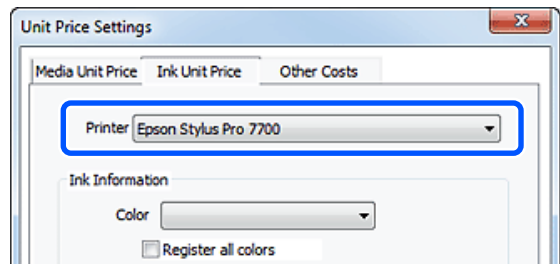 Unit Price Settings
Media Unit Price Ink Unit Price Other Costs
Printer Epson Stylus Pro 7700
Ink Information
Color
Register all colors